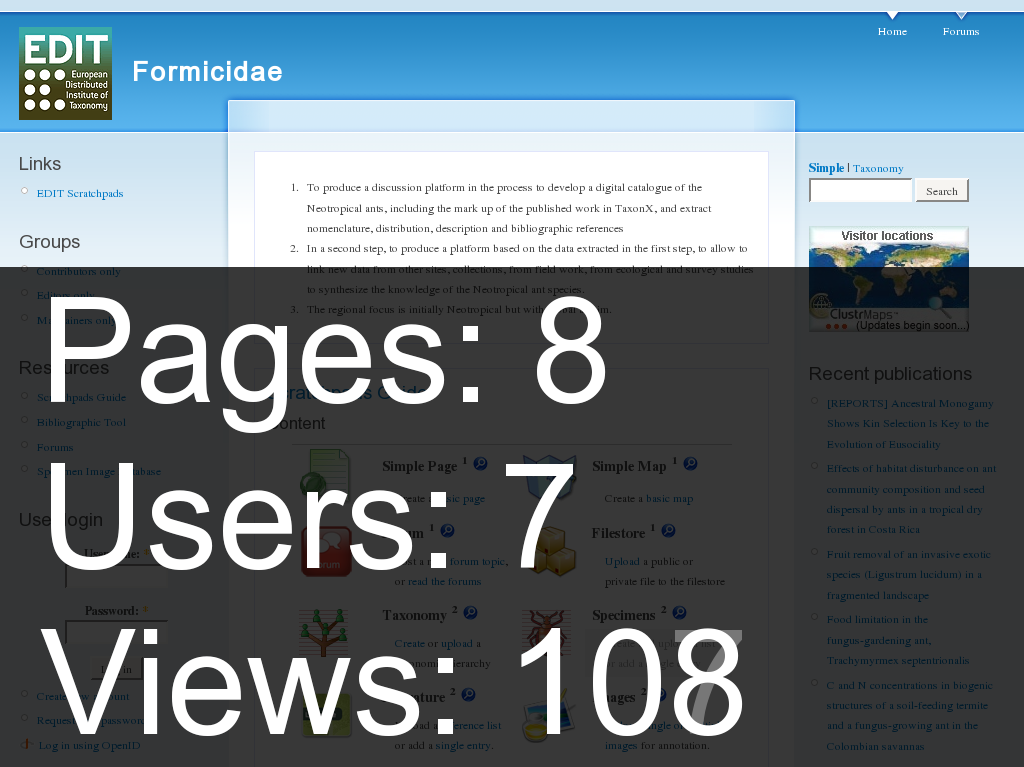 Home
Forums
EDIT
European
Distributed
Institute of
Taxonomy
Formicidae
Links
EDIT Scratchpads
Groups
Contributors only
Editors only
Maintainers only
Resources
Scratchpads Guide
Bibliographic Tool
Forums
Specimen Image Database
User login
Username: *
Password: *
Log in
Create new account
Request new password
Log in using OpenID
1. To produce a discussion platform in the process to develop a digital catalogue of the
Neotropical ants, including the mark up of the published work in TaxonX, and extract
nomenclature, distribution, description and bibliographic references
2. In a second step, to produce a platform based on the data extracted in the first step, to allow to
link new data from other sites, collections, from field work, from ecological and survey studies
to synthesize the knowledge of the Neotropical ant species.
3. The regional focus is initially Neotropical but with
Scratchpads Guide
Content
Simple Page 1
Create a basic page
Simple Map 1
Create a basic map
Forum 1
Post a new forum topic,
or read the forums
Filestore 1
Upload a public or
private file to the filestore
Taxonomy 2
Create or upload a
taxonomic hierarchy
Specimens 2
2
load a reference list
or add a single entry.
Images 2
single
images for annotation.
Simple | Taxonomy
Search
Visitor locations
ClustrMaps
(Updates begin soon...)
Recent publications
[REPORTS] Ancestral Monogamy
Shows Kin Selection Is Key to the
Evolution of Eusociality
Effects of habitat disturbance on ant
community composition and seed
dispersal by ants in a tropical dry
forest in Costa Rica
Fruit removal of an invasive exotic
species (Ligustrum lucidum) in a
fragmented landscape
Food limitation in the
fungus-gardening ant,
Trachymyrmex septentrionalis
C and N concentrations in biogenic
structures of a soil-feeding termite
and a fungus-growing ant in the
Colombian savannas
Pages: 8
Users: 7
Views: 108